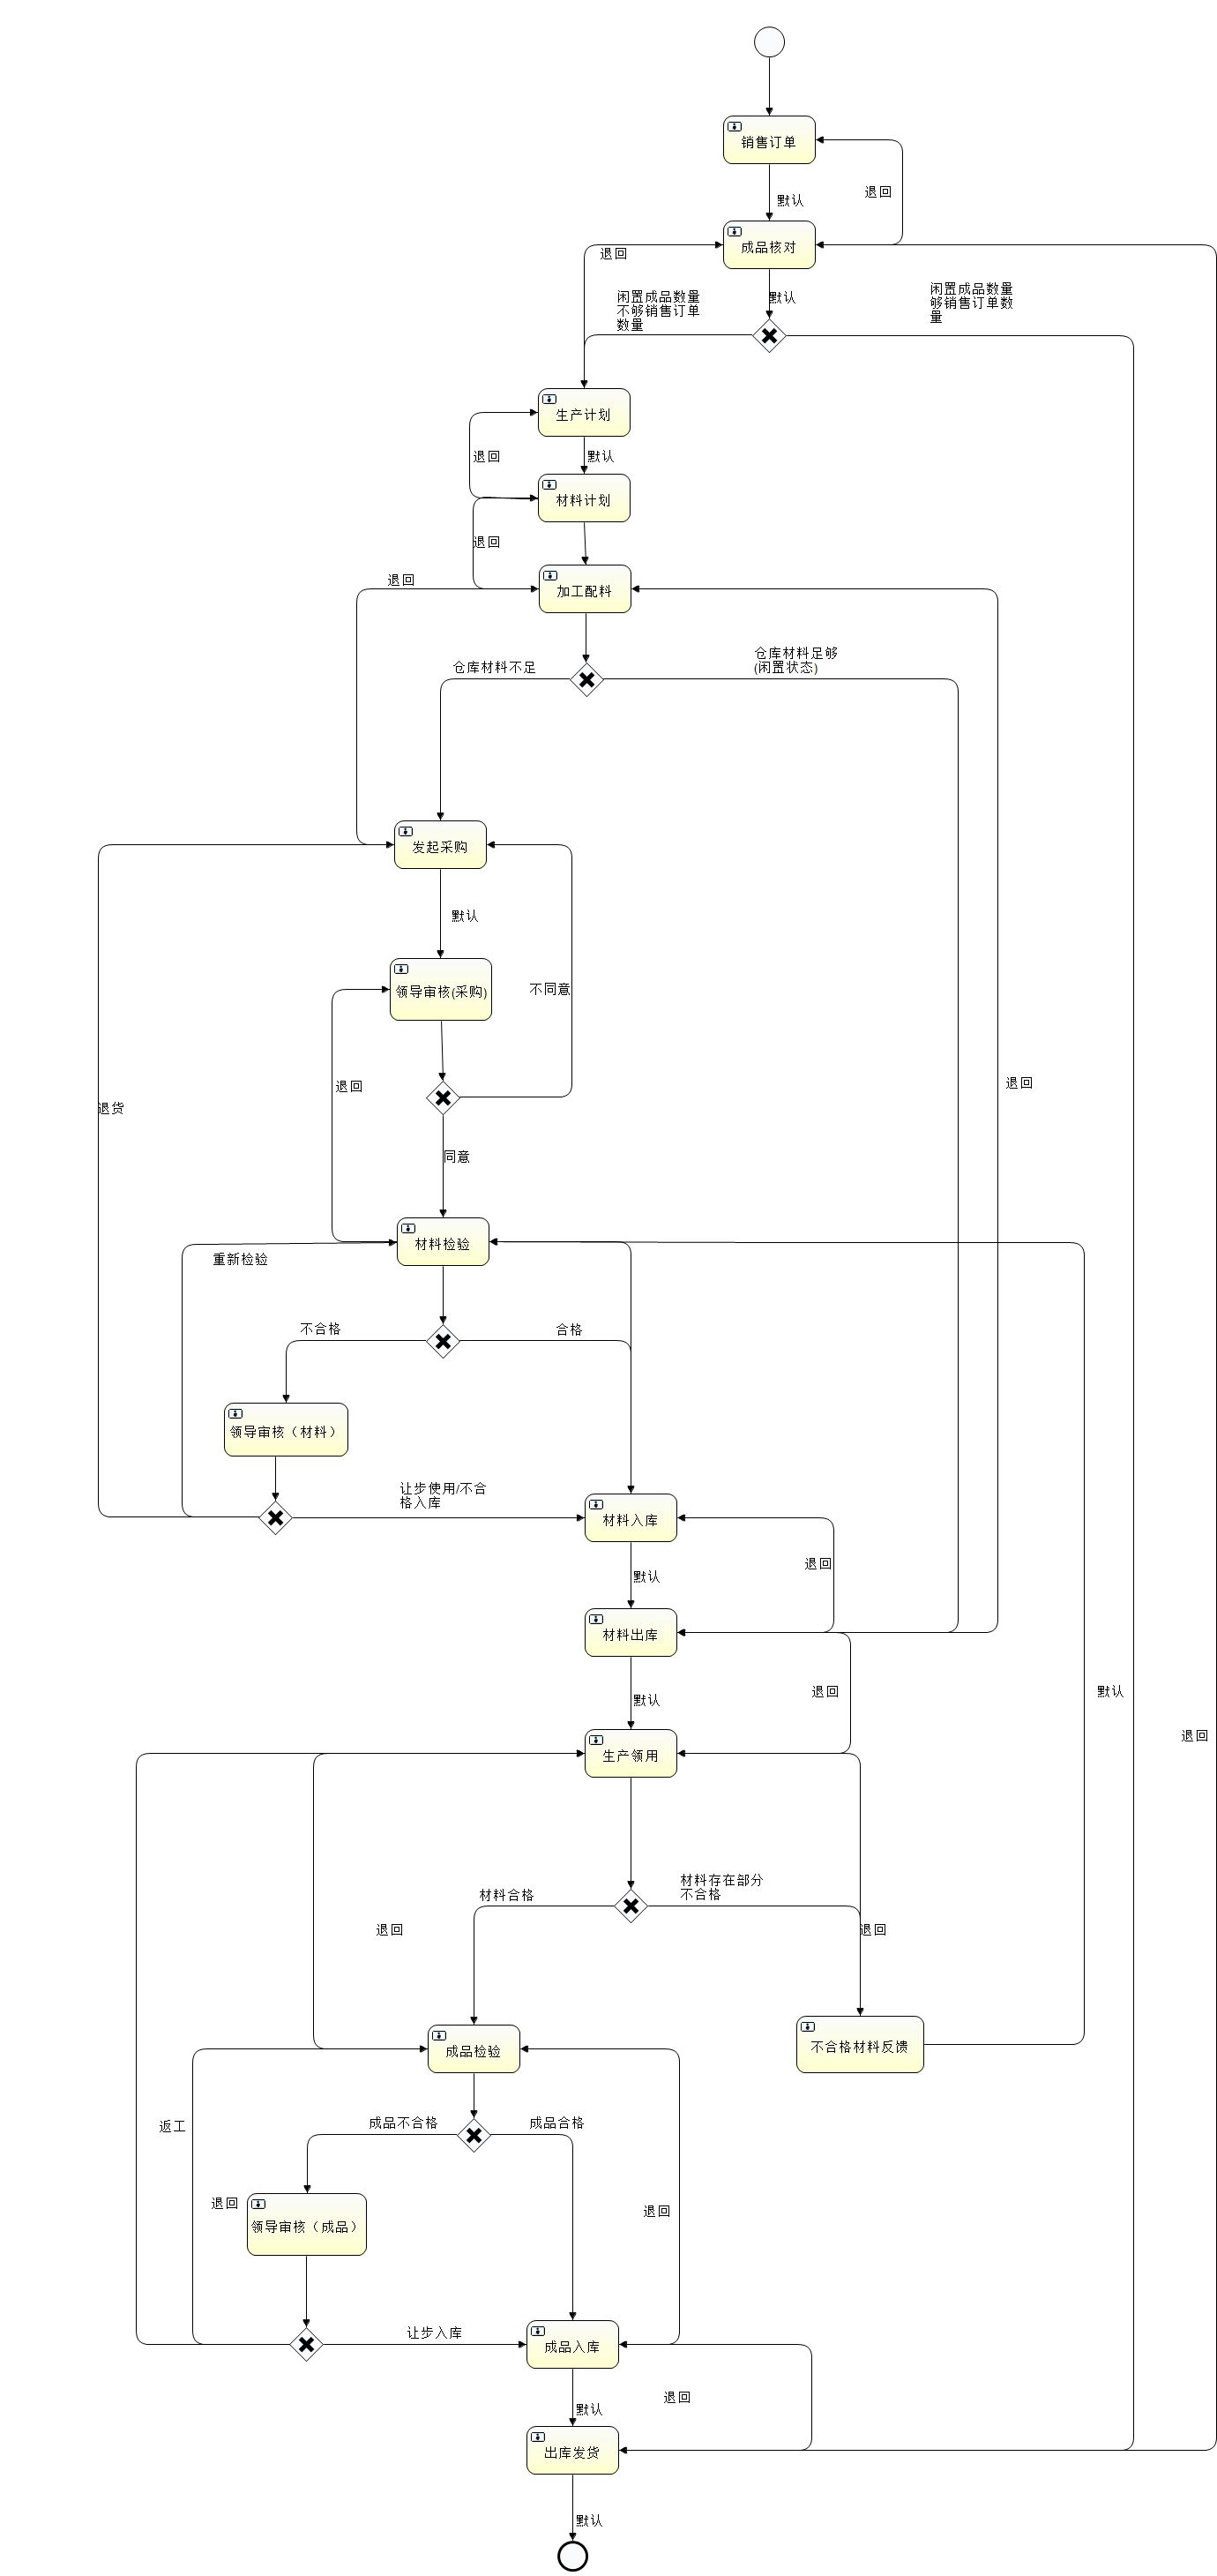 销售订单
退回
默认
成品核对
退回
闲置成品数量
不够销售订单
数量
默认
闲置成品数量
够销售订单数
量
生产计划
退回
默认
材料计划
退回
退回
加工配料
仓库材料不足
仓库材料足够
(闲置状态)
发起采购
默认
领导审核(采购)
不同意
退回
退回
退货
同意
材料检验
重新检验
不合格
合格
领导审核（材料）
让步使用/不合
格入库
材料入库
退回
默认
材料出库
退回
默认
默认
退回
生产领用
材料合格
材料存在部分
不合格
退回
退回
不合格材料反馈
成品检验
返工
成品不合格
成品合格
退回
退回
领导审核（成品）
让步入库
成品入库
退回
默认
出库发货
默认